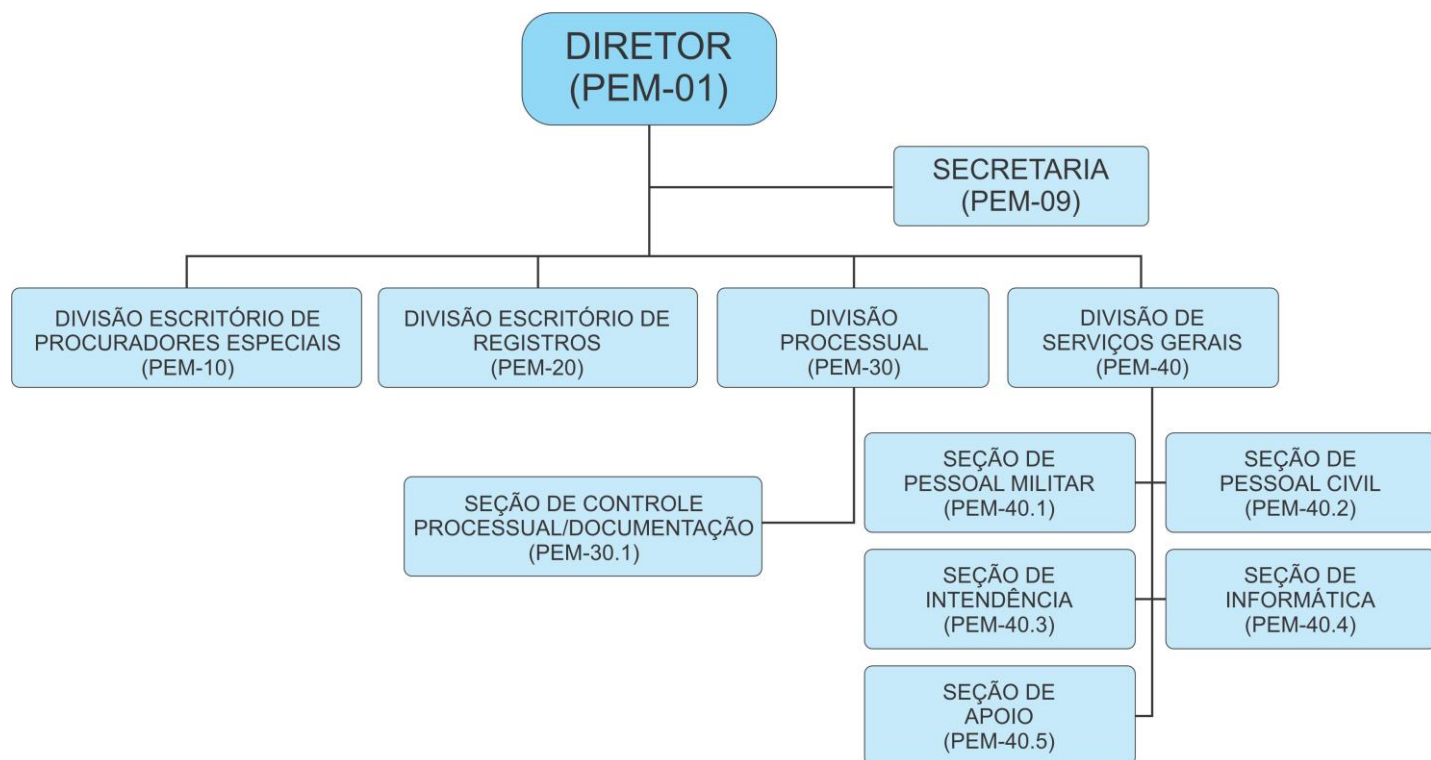 DIRETOR
(PEM-01)
SECRETARIA
(PEM-09)
DIVISÃO ESCRITÓRIO DE
PROCURADORES ESPECIAIS
(PEM-10)
DIVISÃO ESCRITÓRIO DE
REGISTROS
(PEM-20)
DIVISÃO
PROCESSUAL
(PEM-30)
DIVISÃO DE
SERVIÇOS GERAIS
(PEM-40)
SEÇÃO DE CONTROLE
PROCESSUAL/DOCUMENTAÇÃO
(PEM-30.1)
SEÇÃO DE
PESSOAL MILITAR
(PEM-40.1)
SEÇÃO DE
PESSOAL CIVIL
(PEM-40.2)
SEÇÃO DE
INTENDÊNCIA
(PEM-40.3)
SEÇÃO DE
INFORMÁTICA
(PEM-40.4)
SEÇÃO DE
APOIO
(PEM-40.5)